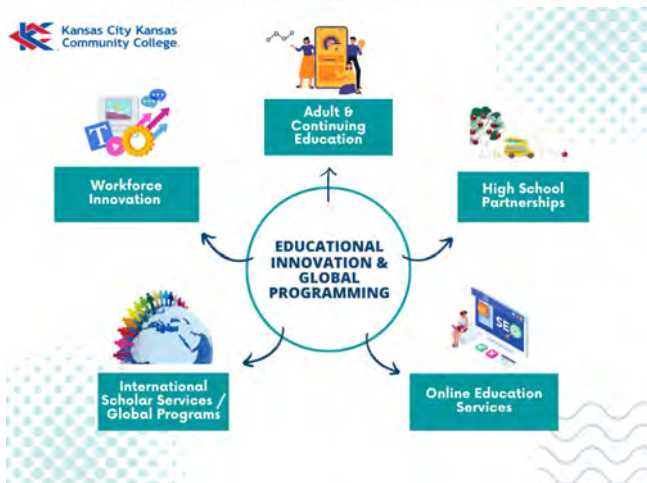 Kansas City Kansas
Community College.
Adult &
Continuing
Education
Workforce
Innovation
High School
Partnerships
EDUCATIONAL
INNOVATION &
GLOBAL
PROGRAMMING
International
Scholar Services /
Global Programs
Online Education
Services
T
SEO